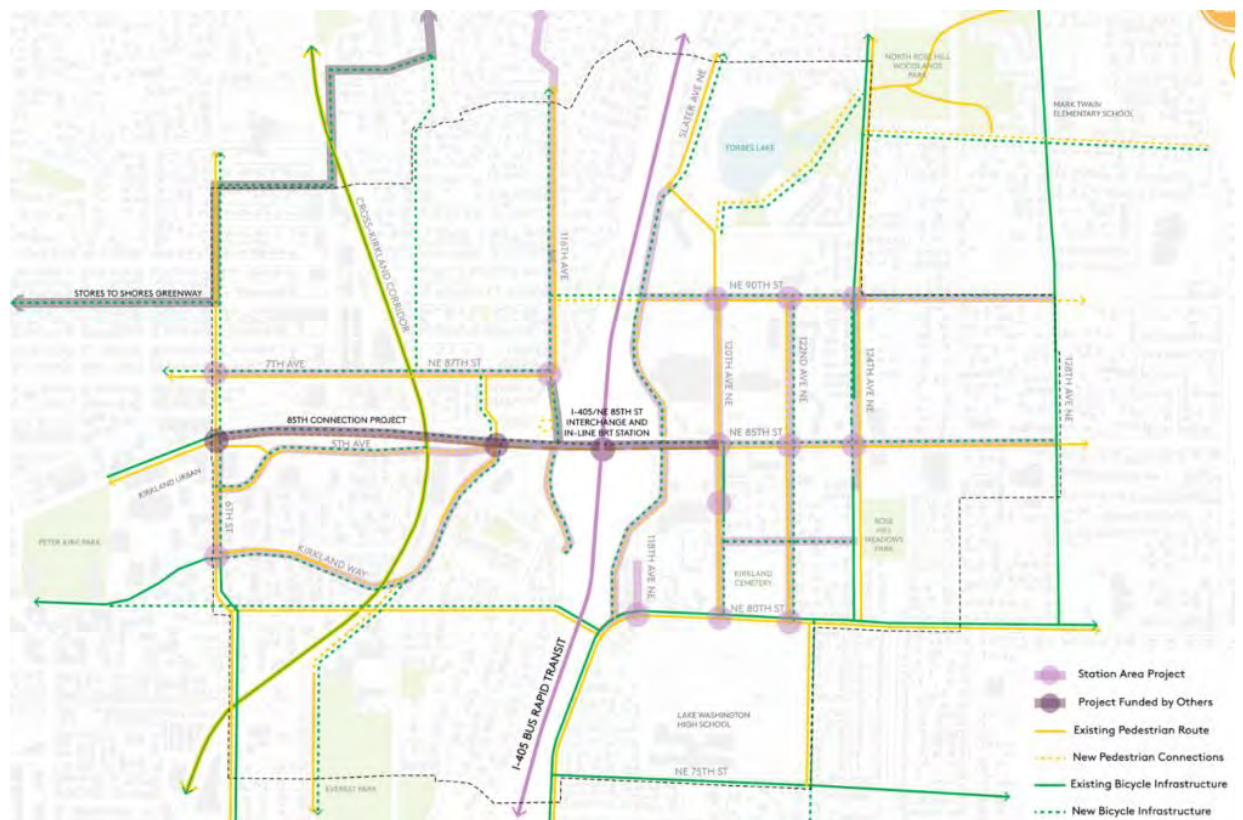 NORTH ROSE HILL
WOODLANDS
PARK
MARK TWAIN
ELEMENTARY SCHOOL
SLATER AVE NE
FORBES LAKE
CROSS-KIRKLAND CORRIDOR
116TH AVE
STORES TO SHORES GREENWAY
NE 90TH ST
120TH AVE NE
122ND AVE NE
124TH AVE NE
128TH AVE NE
7TH AVE
NE 87TH ST
85TH CONNECTION PROJECT
I-405/NE 85TH ST
INTERCHANGE AND
IN-LINE BRT STATION
5TH AVE
NE 85TH ST
KIRKLAND URBAN
6TH ST
PETER KIRK PARK
KIRKLAND WAY
118TH AVE NE
ROSE
HILL
MEADOWS
PARK
KIRKLAND
CEMETERY
NE 80TH ST
I-405 BUS RAPID TRANSIT
LAKE WASHINGTON
HIGH SCHOOL
NE 75TH ST
EVEREST PARK
Station Area Project
Project Funded by Others
Existing Pedestrian Route
New Pedestrian Connections
Existing Bicycle Infrastructure
New Bicycle Infrastructure